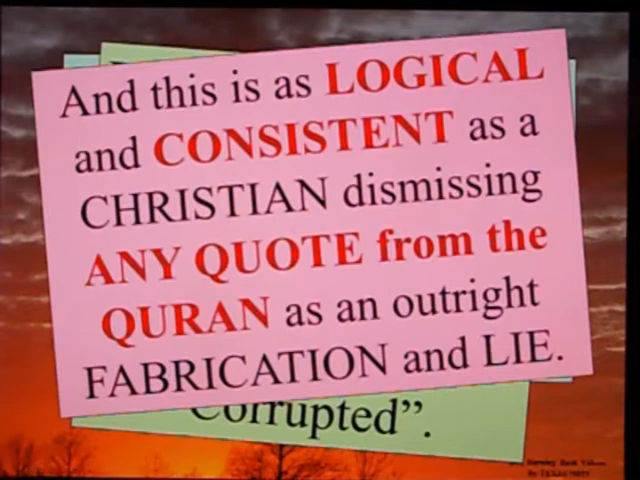 And this is as LOGICAL
and CONSISTENT as a
CHRISTIAN dismissing
ANY QUOTE from the
QURAN as an outright
FABRICATION and LIE.
Corrupted”.